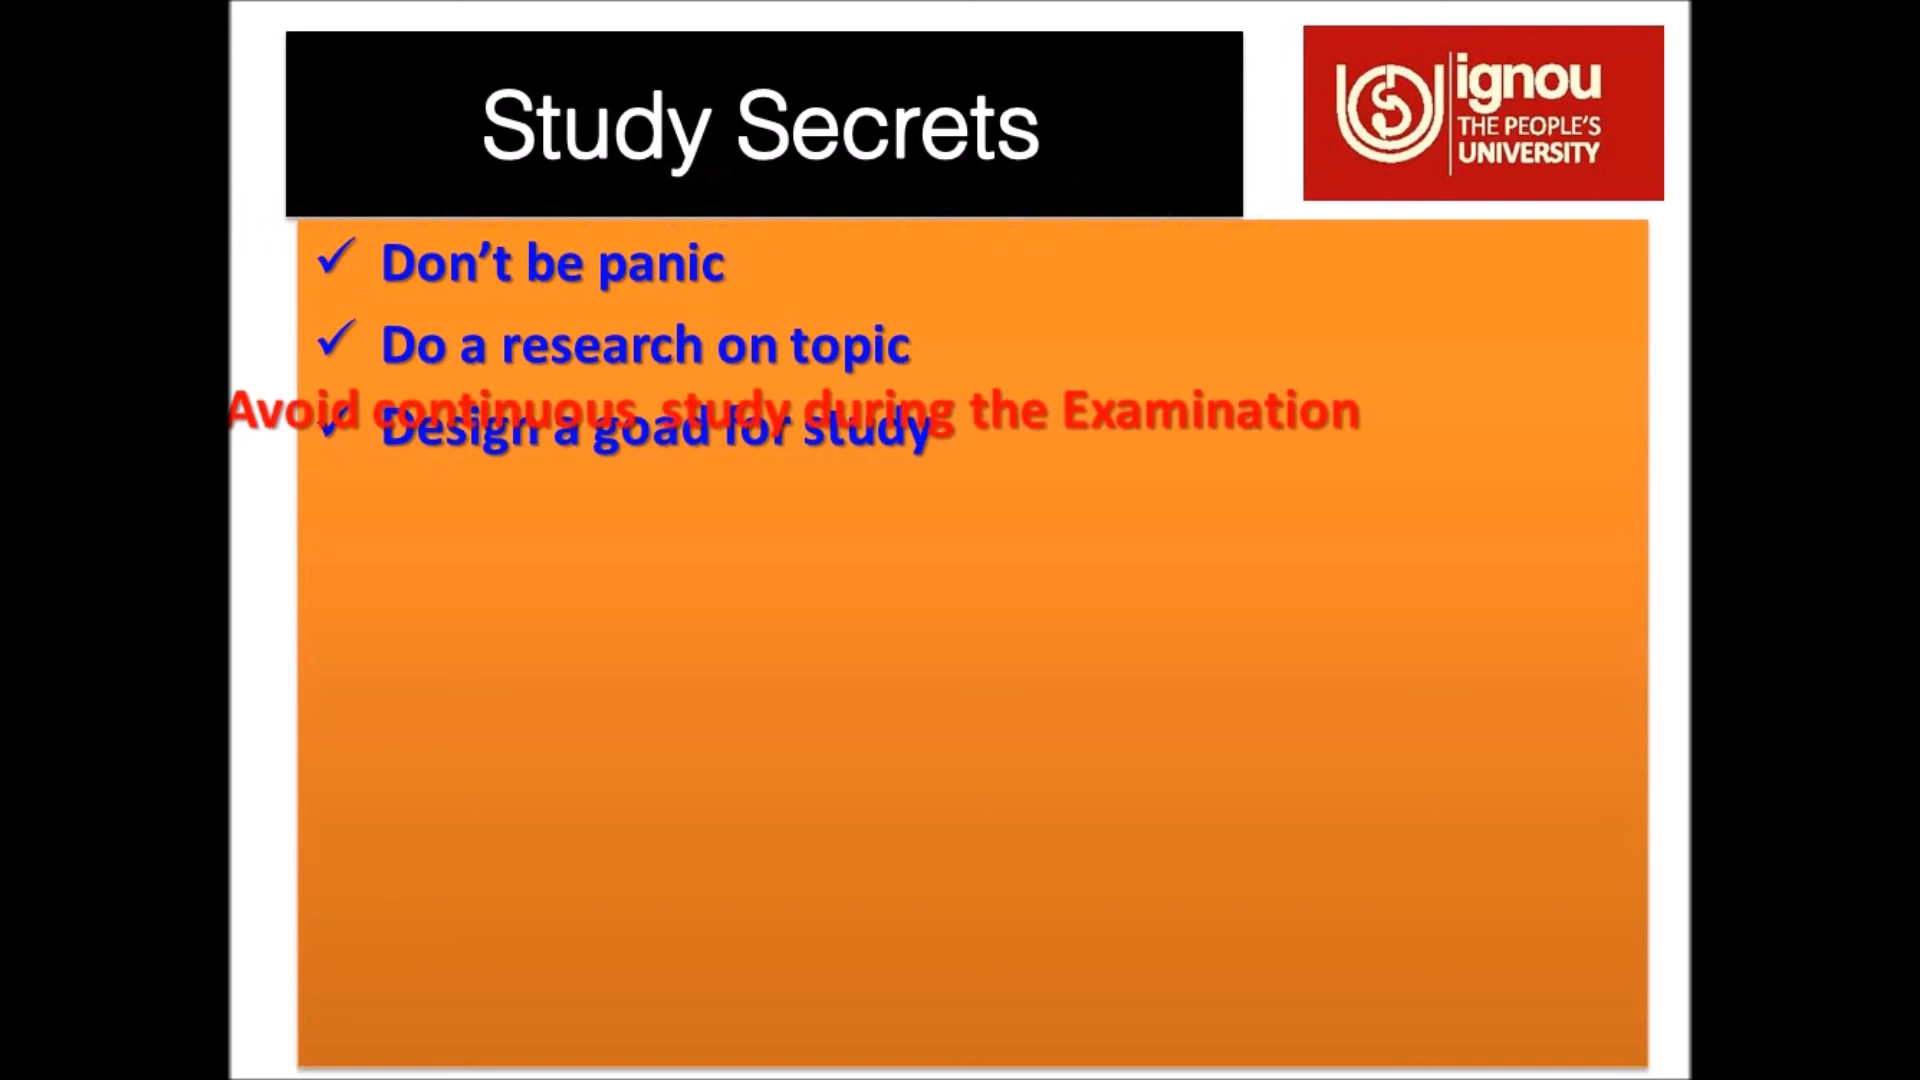 Study Secrets
ignou
THE PEOPLE'S
UNIVERSITY
✓ Don't be panic
✓ Do a research on topic
Avoid continuous study during the Examination
✓ Design a goad for study